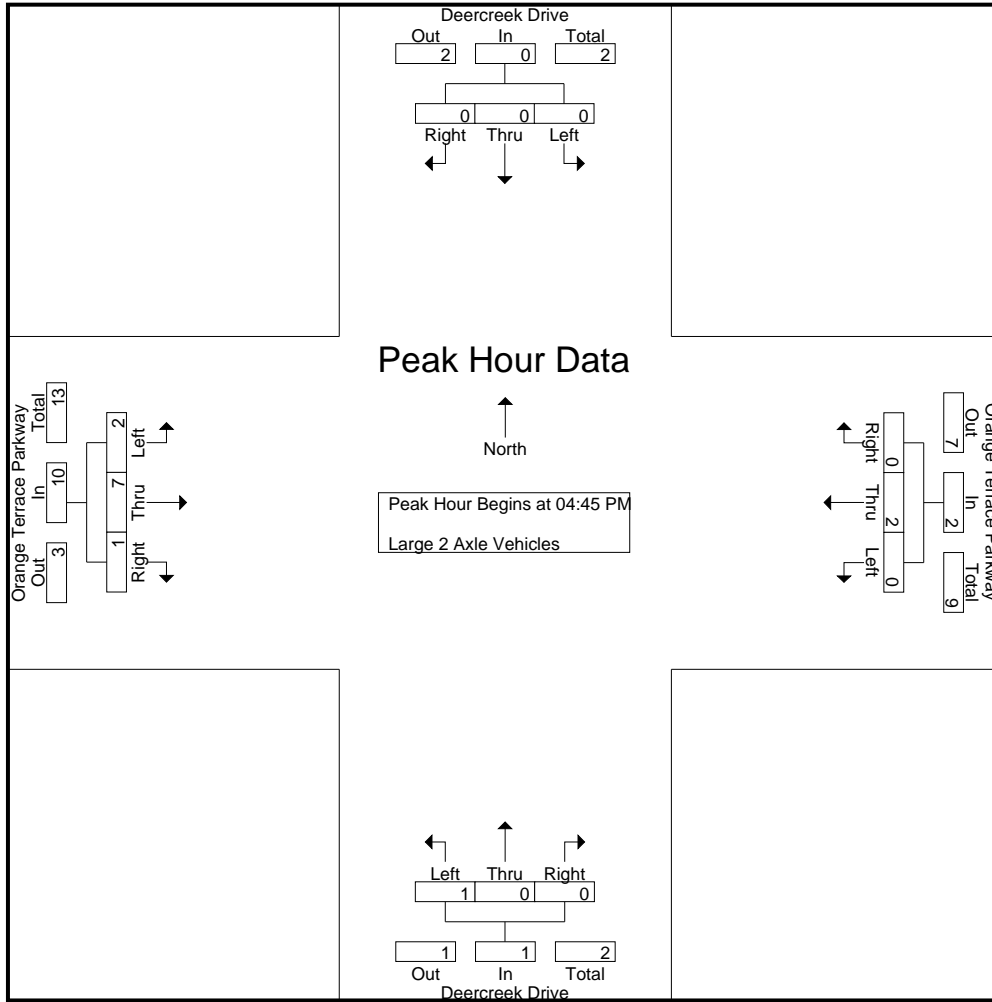 Deercreek Drive
Out In Total
2 0 2
0 0 0
Right Thru Left
Peak Hour Data
North
Peak Hour Begins at 04:45 PM
Large 2 Axle Vehicles
Orange Terrace Parkway
Total In Out
13 10 3
2 7 1
Left Thru Right
Orange Terrace Parkway
Out In Total
7 2 9
0 2 0
Right Thru Left
Left Thru Right
1 0 0
1 1 2
Out In Total
Deercreek Drive